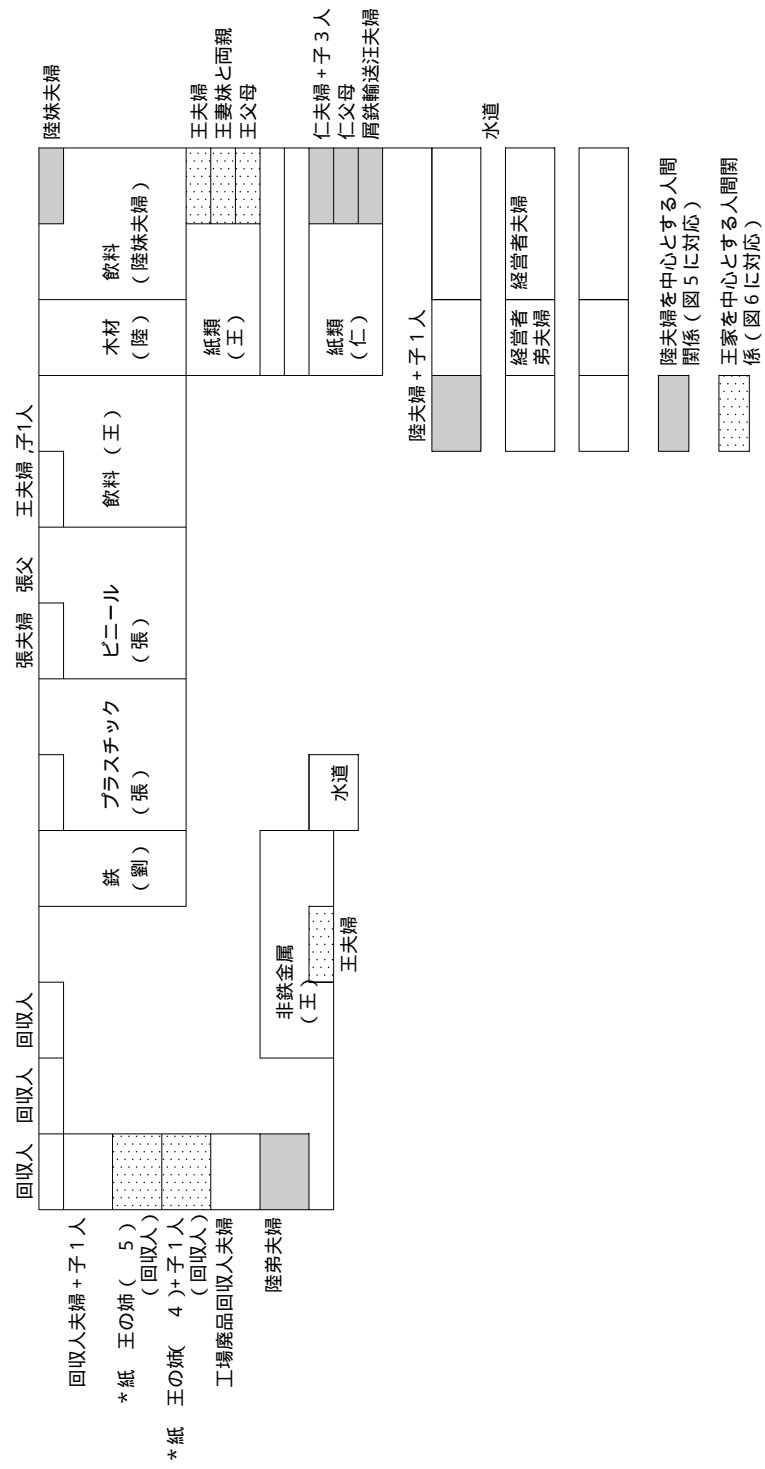 回収人
回収人
回収人
張夫婦 張父
王夫婦,子1人
陸妹夫婦
回収人夫婦+子1人
*紙 王の姉( 5)
(回収人)
*紙 王の姉( 4)+子1人
(回収人)
工場廃品回収人夫婦
陸弟夫婦
非鉄金属
(王)
王夫婦
水道
鉄
(劉)
プラスチック
(張)
ビニール
(張)
飲料(王)
木材
(陸)
飲料
(陸妹夫婦)
紙類
(王)
王夫婦
王妻妹と両親
王父母
紙類
(仁)
仁夫婦+子3人
仁父母
屑鉄輸送汪夫婦
陸夫婦+子1人
水道
経営者
弟夫婦
経営者夫婦
陸夫婦を中心とする人間
関係(図5に対応)
王家を中心とする人間関
係(図6に対応)